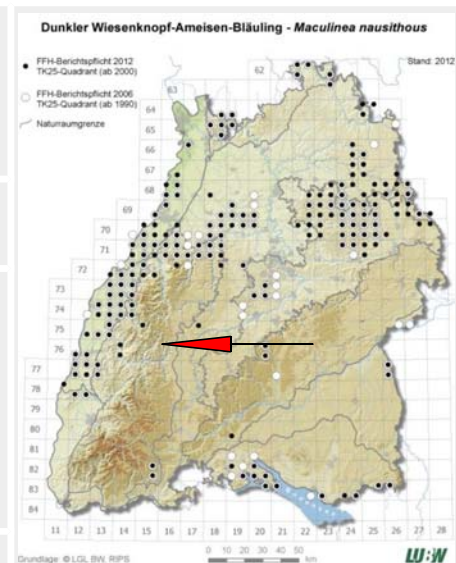 Dunkler Wiesenknopf-Ameisen-Bläuling - Maculinea nausithous
FFH-Berichtspflicht 2012
TK25-Quadrant (ab 2000)
FFH-Berichtspflicht 2006
TK25-Quadrant (ab 1990)
Naturraumgrenze
Stand: 2012
62
63
64
65
66
67
68
69
70
71
72
73
74
75
76
77
78
79
80
81
82
83
84
11 12 13 14 15 16 17 18 19 20 21 22 23 24 25 26 27 28
Grundlage: © LGL BW, RIPS
0 10 20 30 40 50
km
LUBW